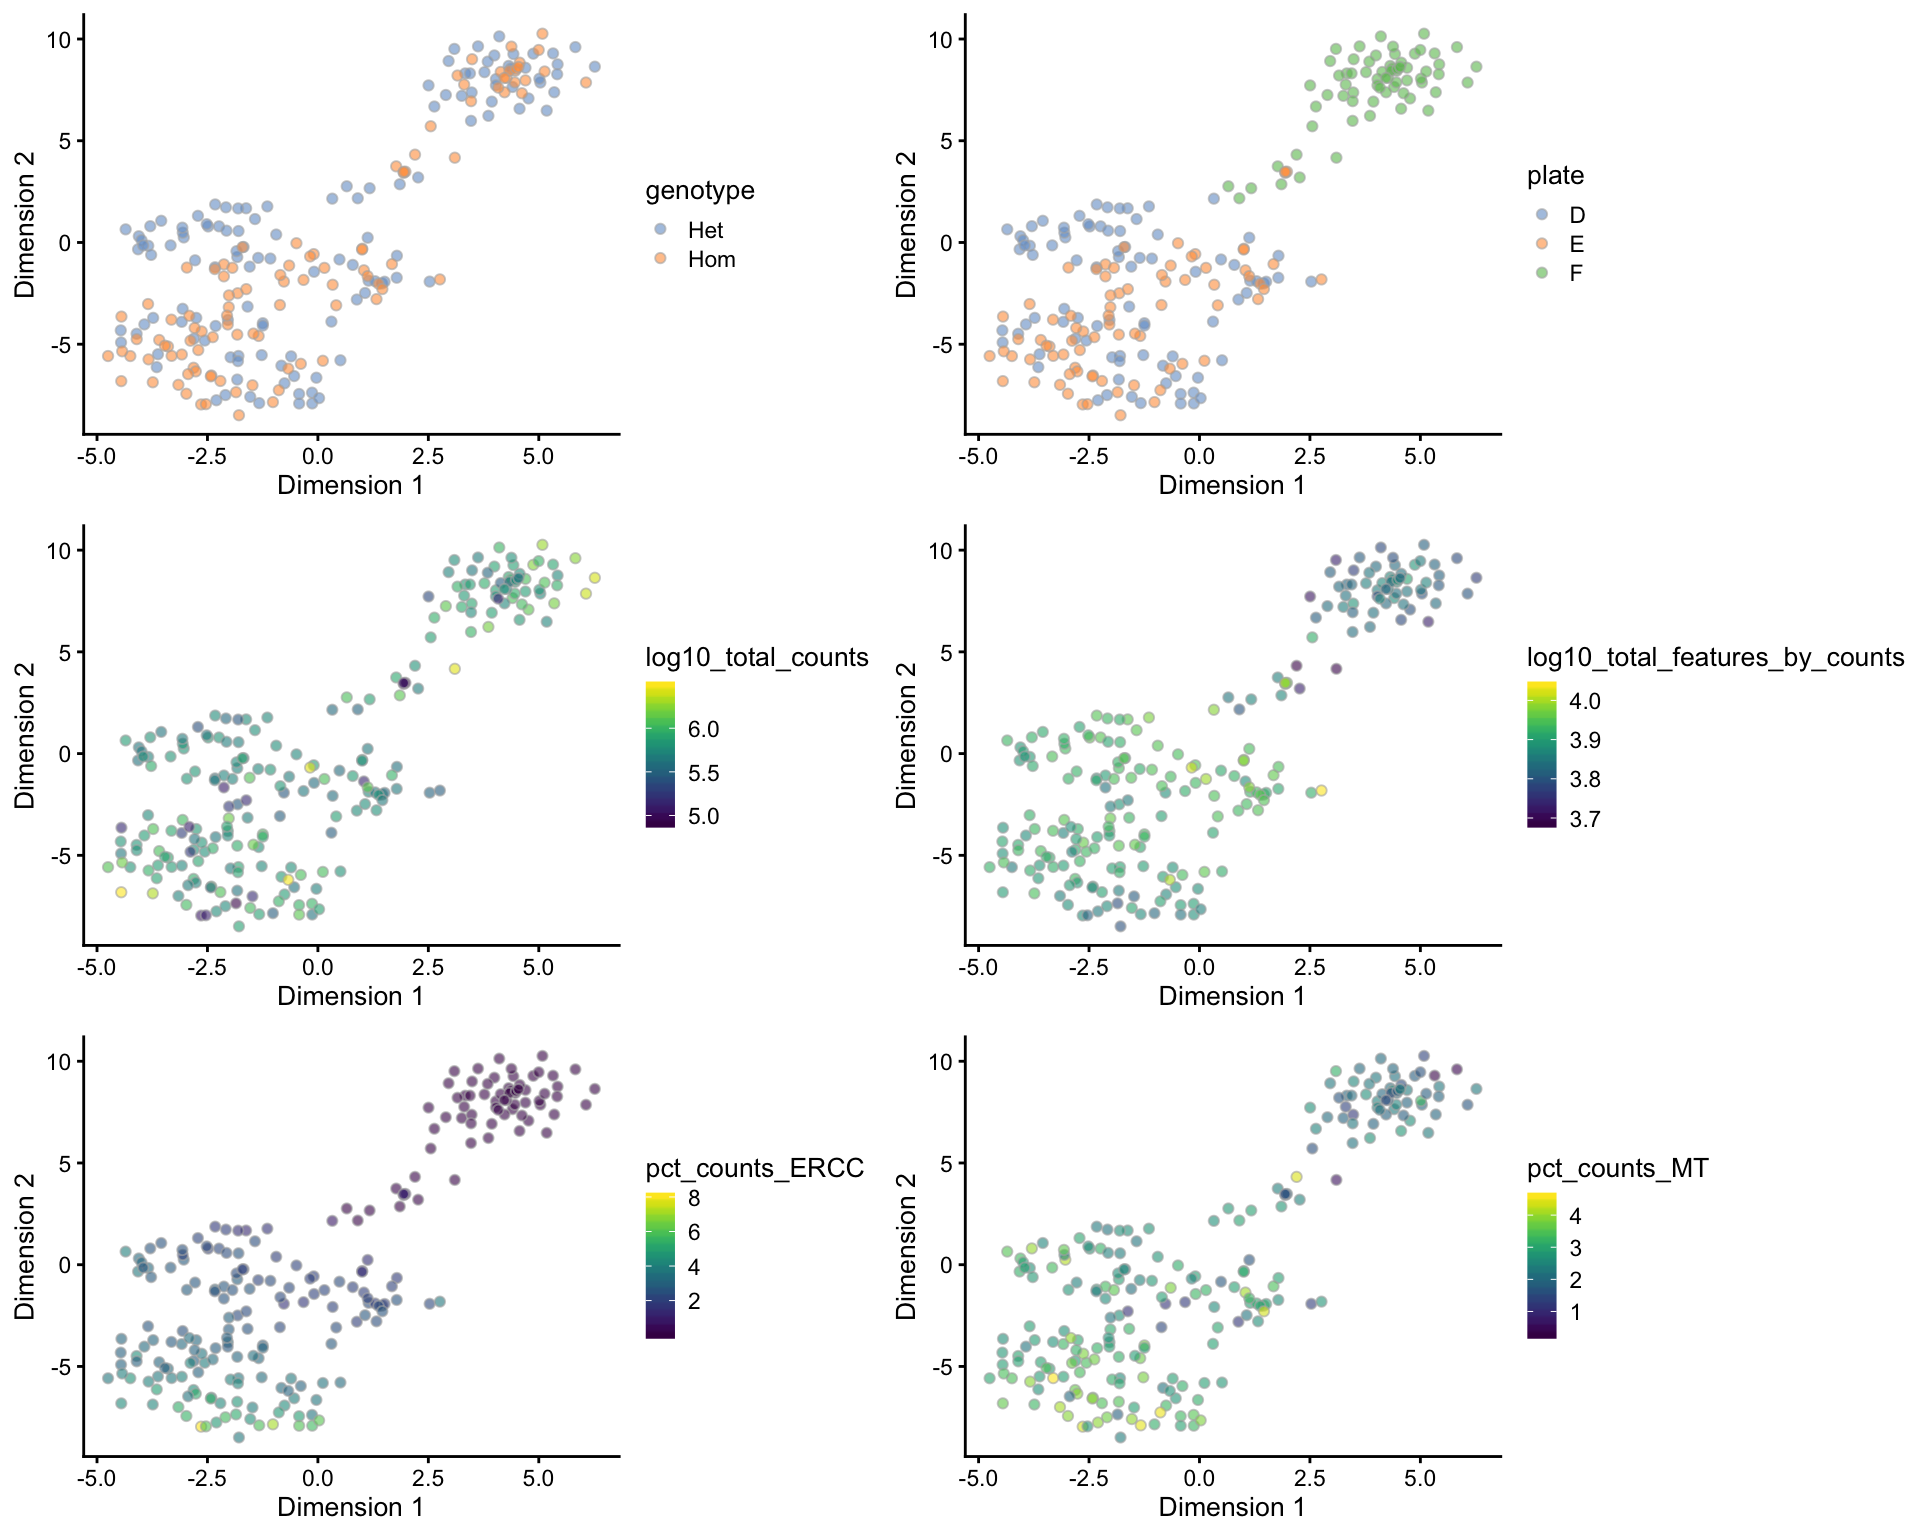 10
5
0
-5
-5.0 -2.5 0.0 2.5 5.0
Dimension 1
Dimension 2
genotype
Het
Hom
10
5
0
-5
-5.0 -2.5 0.0 2.5 5.0
Dimension 1
Dimension 2
plate
D
E
F
10
5
0
-5
-5.0 -2.5 0.0 2.5 5.0
Dimension 1
Dimension 2
log10_total_counts
6.0
5.5
5.0
10
5
0
-5
-5.0 -2.5 0.0 2.5 5.0
Dimension 1
Dimension 2
log10_total_features_by_counts
4.0
3.9
3.8
3.7
10
5
0
-5
-5.0 -2.5 0.0 2.5 5.0
Dimension 1
Dimension 2
pct_counts_ERCC
8
6
4
2
10
5
0
-5
-5.0 -2.5 0.0 2.5 5.0
Dimension 1
Dimension 2
pct_counts_MT
4
3
2
1